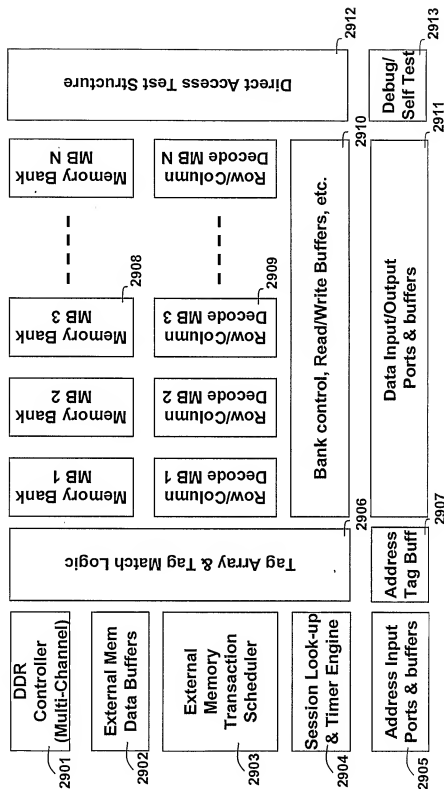 DDR
Controller
(Multi-Channel)
2901
External Mem
Data Buffers
2902
External
Memory
Transaction
Scheduler
2903
Session Look-up
& Timer Engine
2904
Address Input
Ports & buffers
2905
Tag Array & Tag Match Logic
2906
Address
Tag Buff
2907
Memory Bank
MB 1
Memory Bank
MB 2
Memory Bank
MB 3
2908
Memory Bank
MB N
Row/Column
Decode MB 1
Row/Column
Decode MB 2
Row/Column
Decode MB 3
2909
Row/Column
Decode MB N
Bank control, Read/Write Buffers, etc.
2910
Data Input/Output
Ports & buffers
2911
Direct Access Test Structure
2912
Debug/
Self Test
2913